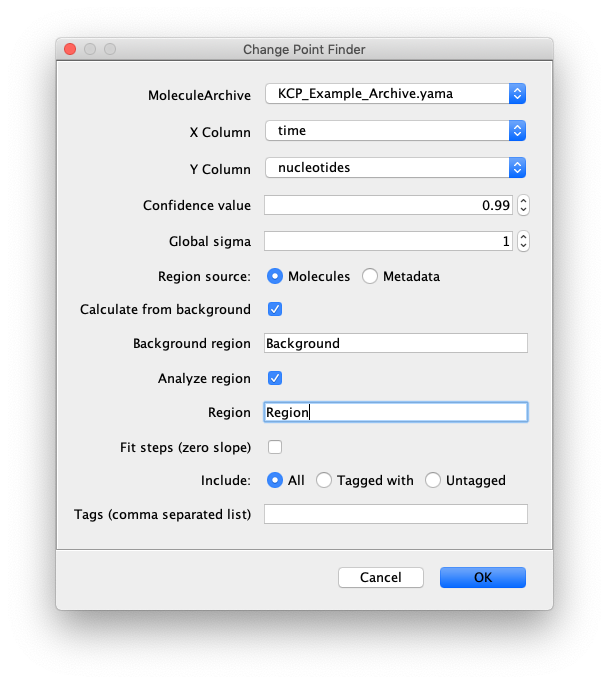 Change Point Finder
MoleculeArchive KCP_Example_Archive.yama
X Column time
Y Column nucleotides
Confidence value 0.99
Global sigma 1
Region source: Molecules Metadata
Calculate from background
Background region Background
Analyze region
Region Region
Fit steps (zero slope)
Include: All Tagged with Untagged
Tags (comma separated list)
Cancel OK